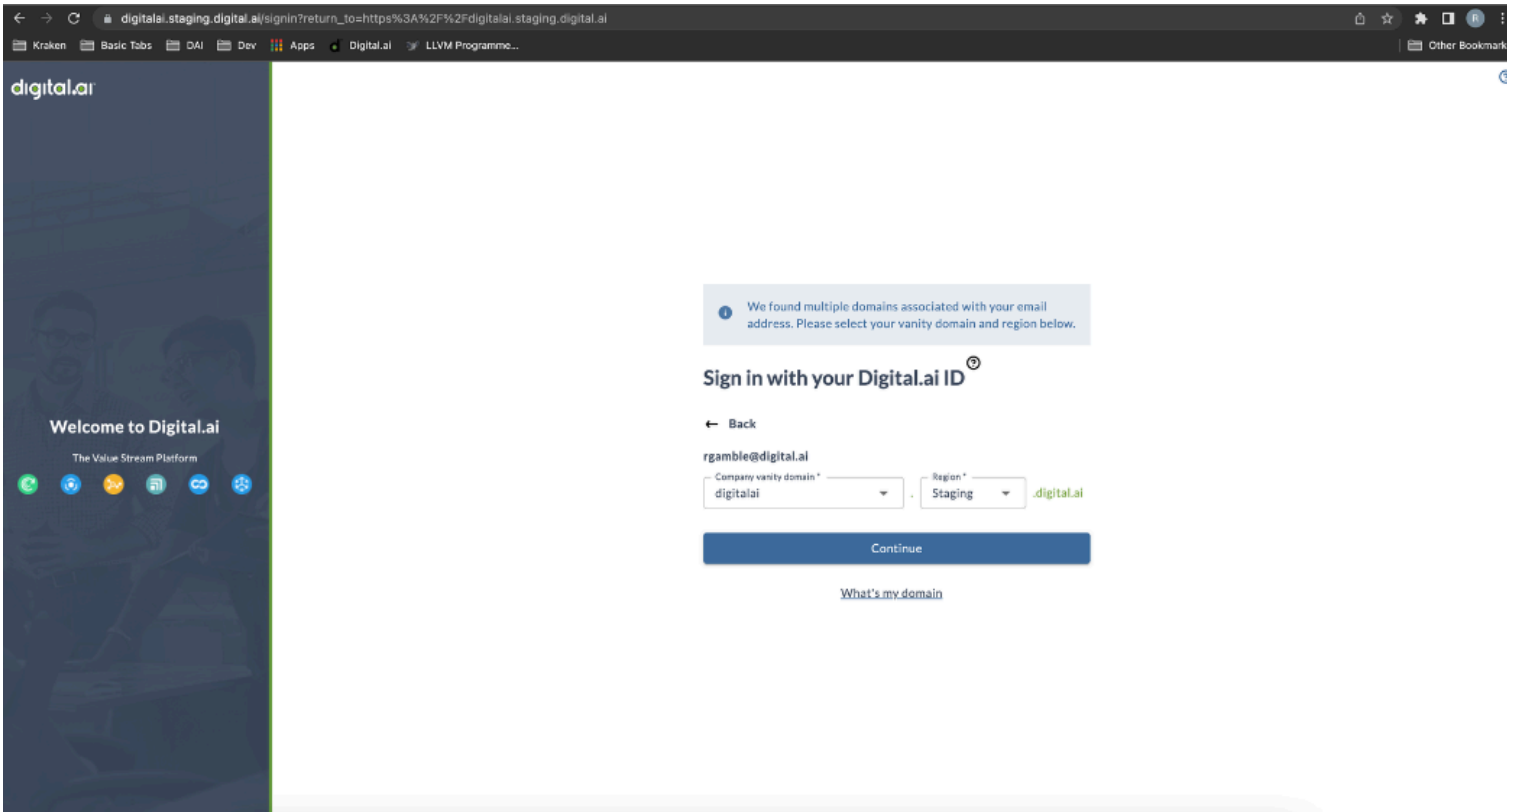 digitalai.staging.digital.ai/signin?return_to=https%3A%2F%2Fdigitalai.staging.digital.ai
R
Kraken
Basic Tabs
DAI
Dev
Apps
Digital.ai
LLVM Programme...
Other Bookmark
digital.ai
We found multiple domains associated with your email
address. Please select your vanity domain and region below.
Sign in with your Digital.ai ID
Back
Welcome to Digital.ai
The Value Stream Platform
rgamble@digital.ai
Company vanity domain *
Region *
digitalai
.
Staging
.digital.ai
Continue
What's my domain